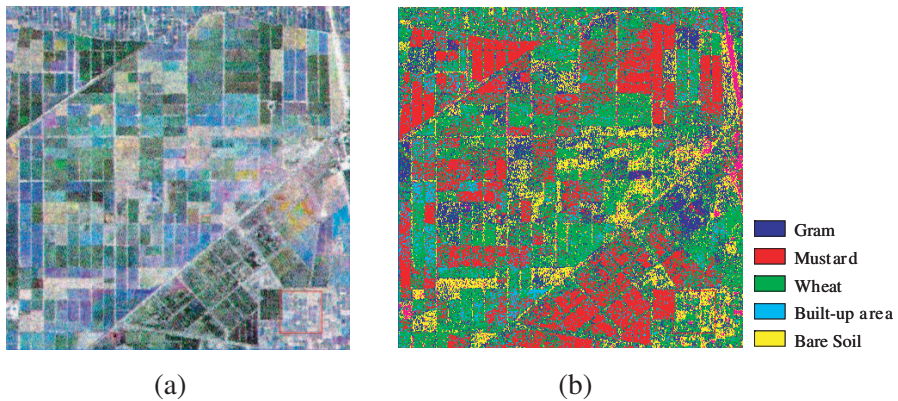 Gram
Mustard
Wheat
Built-up area
Bare Soil
(a)
(b)